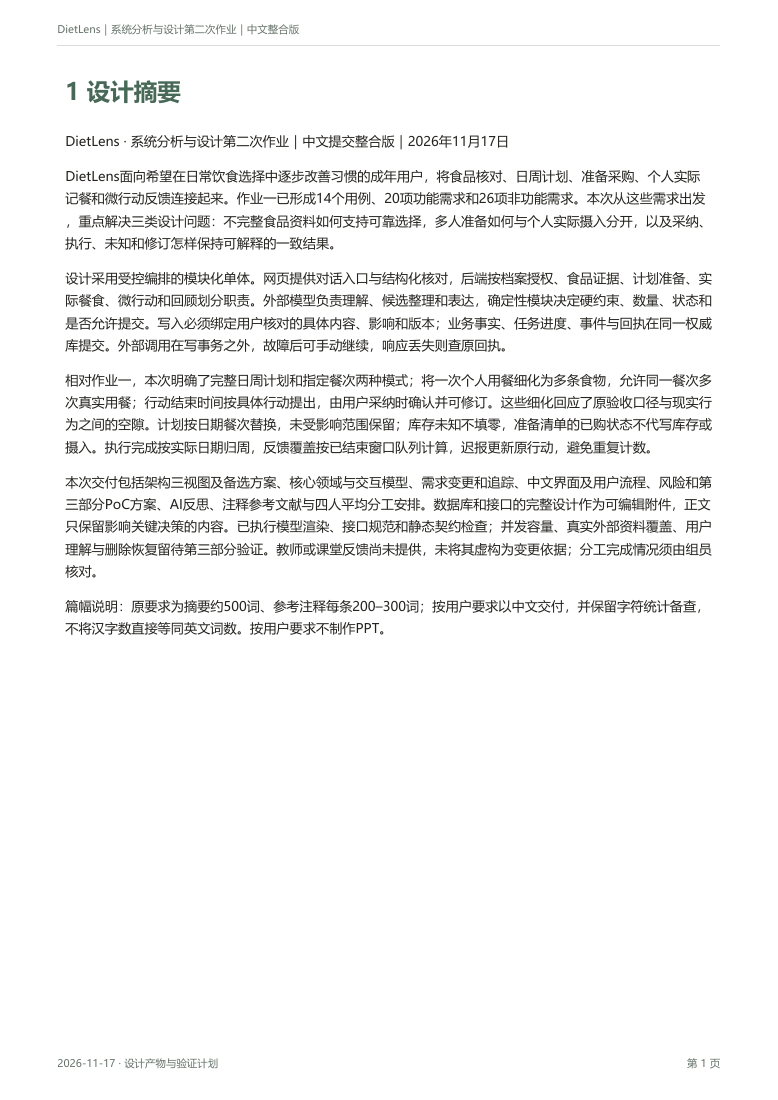 DietLens | 系统分析与设计第二次作业 | 中文整合版
1 设计摘要
DietLens · 系统分析与设计第二次作业 | 中文提交整合版 | 2026年11月17日
DietLens面向希望在日常饮食选择中逐步改善习惯的成年用户，将食品核对、日周计划、准备采购、个人实际
记餐和微行动反馈连接起来。作业一已形成14个用例、20项功能需求和26项非功能需求。本次从这些需求出发
，重点解决三类设计问题：不完整食品资料如何支持可靠选择，多人准备如何与个人实际摄入分开，以及采纳、
执行、未知和修订怎样保持可解释的一致结果。
设计采用受控编排的模块化单体。网页提供对话入口与结构化核对，后端按档案授权、食品证据、计划准备、实
际餐食、微行动和回顾划分职责。外部模型负责理解、候选整理和表达，确定性模块决定硬约束、数量、状态和
是否允许提交。写入必须绑定用户核对的具体内容、影响和版本；业务事实、任务进度、事件与回执在同一权威
库提交。外部调用在写事务之外，故障后可手动继续，响应丢失则查原回执。
相对作业一，本次明确了完整日周计划和指定餐次两种模式；将一次个人用餐细化为多条食物，允许同一餐次多
次真实用餐；行动结束时间按具体行动提出，由用户采纳时确认并可修订。这些细化回应了原验收口径与现实行
为之间的空隙。计划按日期餐次替换，未受影响范围保留；库存未知不填零，准备清单的已购状态不代写库存或
摄入。执行完成按实际日期归周，反馈覆盖按已结束窗口队列计算，迟报更新原行动，避免重复计数。
本次交付包括架构三视图及备选方案、核心领域与交互模型、需求变更和追踪、中文界面及用户流程、风险和第
三部分PoC方案、AI反思、注释参考文献与四人平均分工安排。数据库和接口的完整设计作为可编辑附件，正文
只保留影响关键决策的内容。已执行模型渲染、接口规范和静态契约检查；并发容量、真实外部资料覆盖、用户
理解与删除恢复留待第三部分验证。教师或课堂反馈尚未提供，未将其虚构为变更依据；分工完成情况须由组员
核对。
篇幅说明：原要求为摘要约500词、参考注释每条200–300词；按用户要求以中文交付，并保留字符统计备查，
不将汉字数直接等同英文词数。按用户要求不制作PPT。
2026-11-17 · 设计产物与验证计划
第 1 页